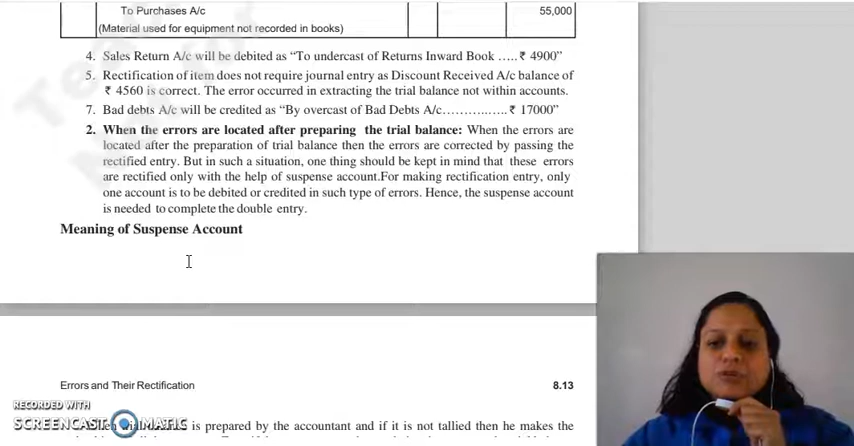 To Purchases A/c
55,000
(Material used for equipment not recorded in books)
4. Sales Return A/c will be debited as “To undercast of Returns Inward Book .....₹ 4900”
5. Rectification of item does not require journal entry as Discount Received A/c balance of
₹ 4560 is correct. The error occurred in extracting the trial balance not within accounts.
7. Bad debts A/c will be credited as “By overcast of Bad Debts A/c................₹ 17000”
2. When the errors are located after preparing the trial balance: When the errors are
located after the preparation of trial balance then the errors are corrected by passing the
rectified entry. But in such a situation, one thing should be kept in mind that these errors
are rectified only with the help of suspense account.For making rectification entry, only
one account is to be debited or credited in such type of errors. Hence, the suspense account
is needed to complete the double entry.
Meaning of Suspense Account
Errors and Their Rectification
8.13
RECORDED WITH
SCREENCAST MATIC
is prepared by the accountant and if it is not tallied then he makes the